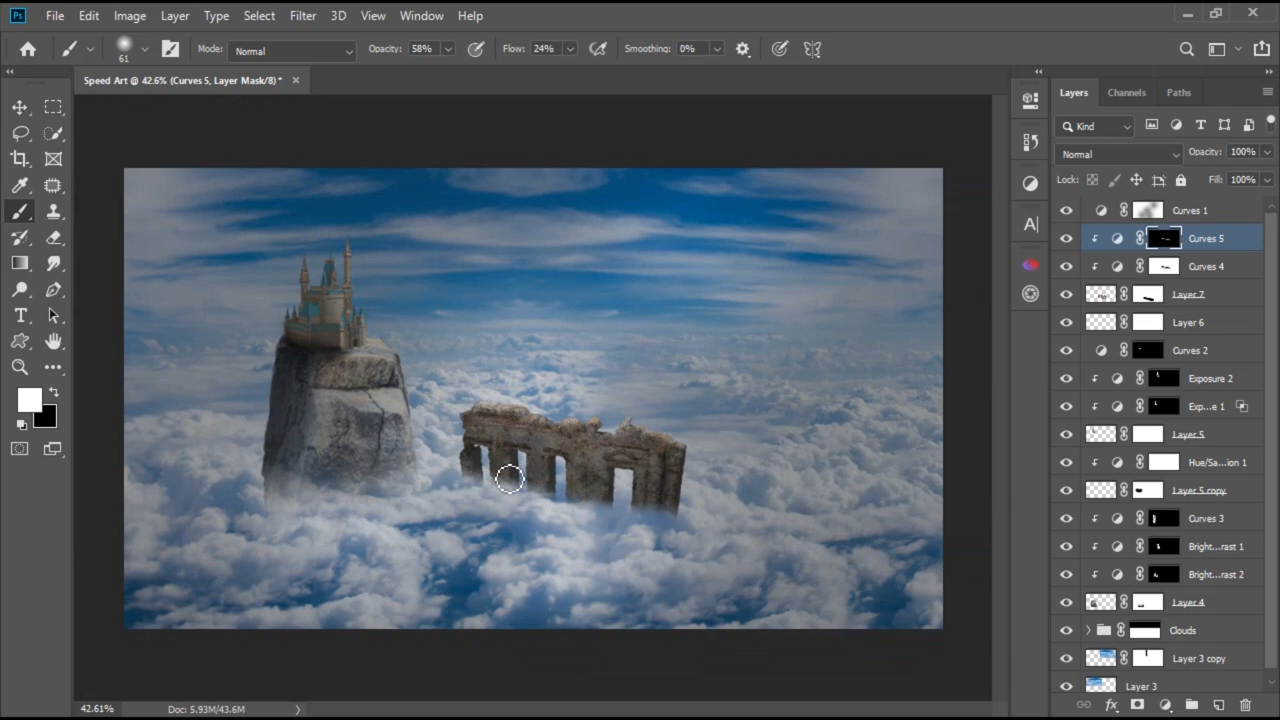 Ps File Edit Image Layer Type Select Filter 3D View Window Help
61 Mode: Normal Opacity: 58% Flow: 24% Smoothing: 0%
Speed Art @ 42.6% (Curves 5, Layer Mask/8) * ×
Layers Channels Paths
Kind
Normal Opacity: 100%
Lock: Fill: 100%
Curves 1
Curves 5
Curves 4
Layer 7
Layer 6
Curves 2
Exposure 2
Exp...e 1
Layer 5
Hue/Sa...ion 1
Layer 5 copy
Curves 3
Bright...rast 1
Bright...rast 2
Layer 4
Clouds
Layer 3 copy
Layer 3
42.61% Doc: 5.93M/43.6M